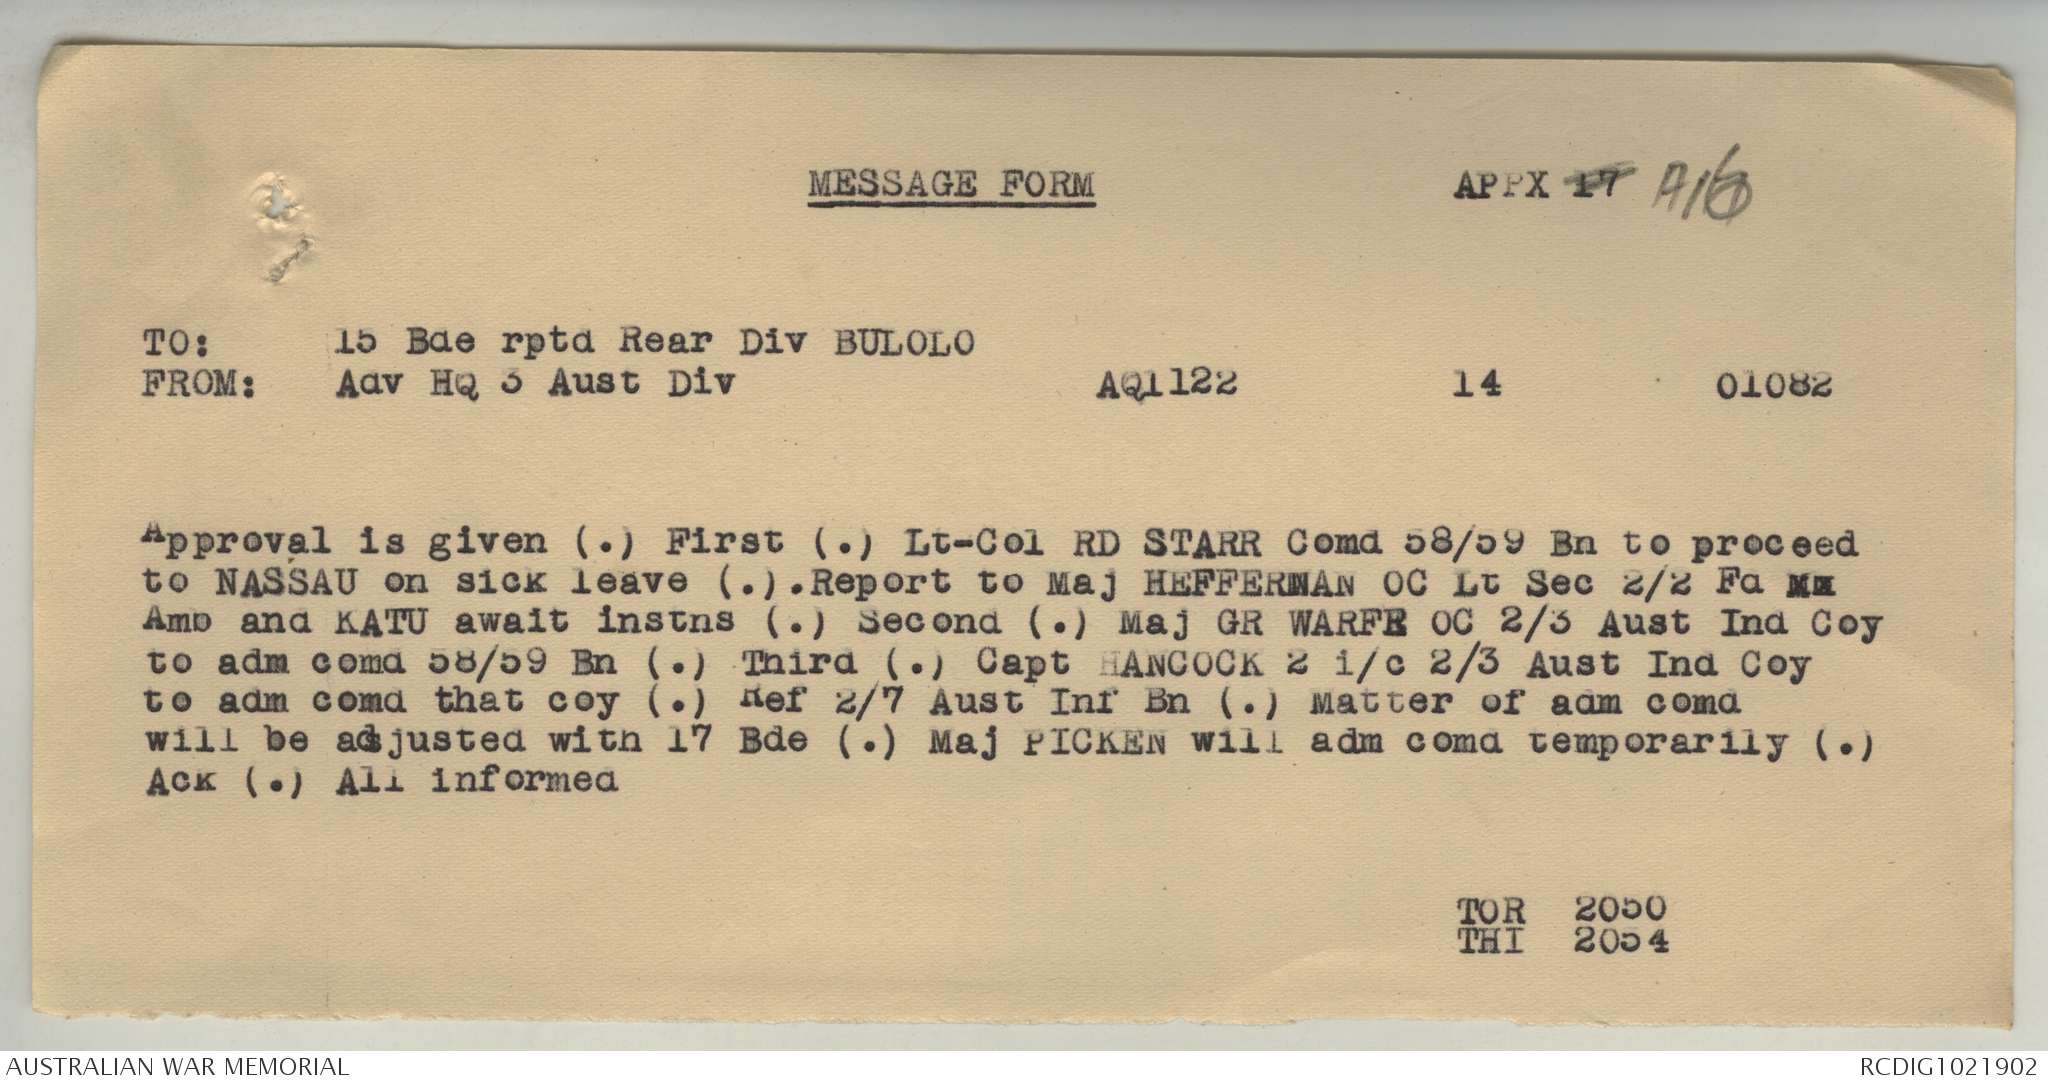 MESSAGE FORM
APPX 17 A16
TO: 15 Bde rptd Rear Div BULOLO
FROM: Adv HQ 3 Aust Div AQ1122 14 01082
Approval is given (.) First (.) Lt-Col RD STARR Comd 58/59 Bn to proceed
to NASSAU on sick leave (.).Report to Maj HEFFERNAN OC Lt Sec 2/2 Fd
Amb and KATU await instns (.) Second (.) Maj GR WARFE OC 2/3 Aust Ind Coy
to adm comd 58/59 Bn (.) Third (.) Capt HANCOCK 2 i/c 2/3 Aust Ind Coy
to adm comd that coy (.) Ref 2/7 Aust Inf Bn (.) Matter of adm comd
will be adjusted with 17 Bde (.) Maj PICKEN will adm comd temporarily (.)
Ack (.) All informed
TOR 2050
THI 2054
AUSTRALIAN WAR MEMORIAL
RCDIG1021902